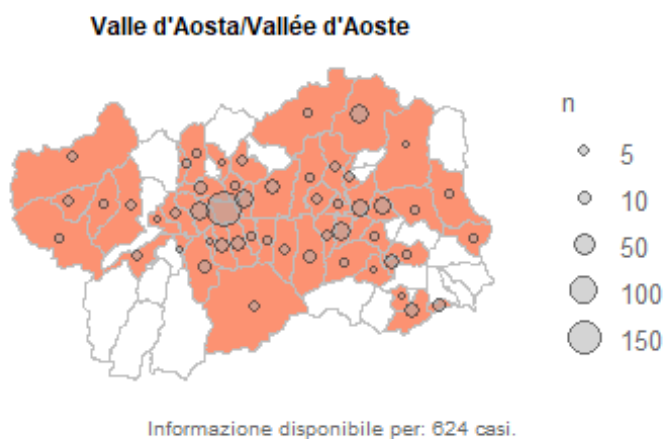 Valle d'Aosta/Vallée d'Aoste
n
5
10
50
100
150
Informazione disponibile per: 624 casi.